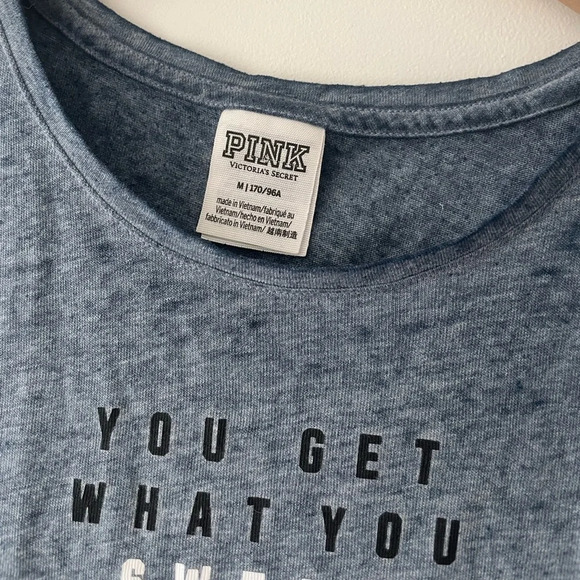 PINK
VICTORIA'S SECRET
M | 170/96A
made in Vietnam/fabriqué au
Vietnam/hecho en Vietnam/
fabbricato in Vietnam/ 越南制造
YOU GET
WHAT YOU